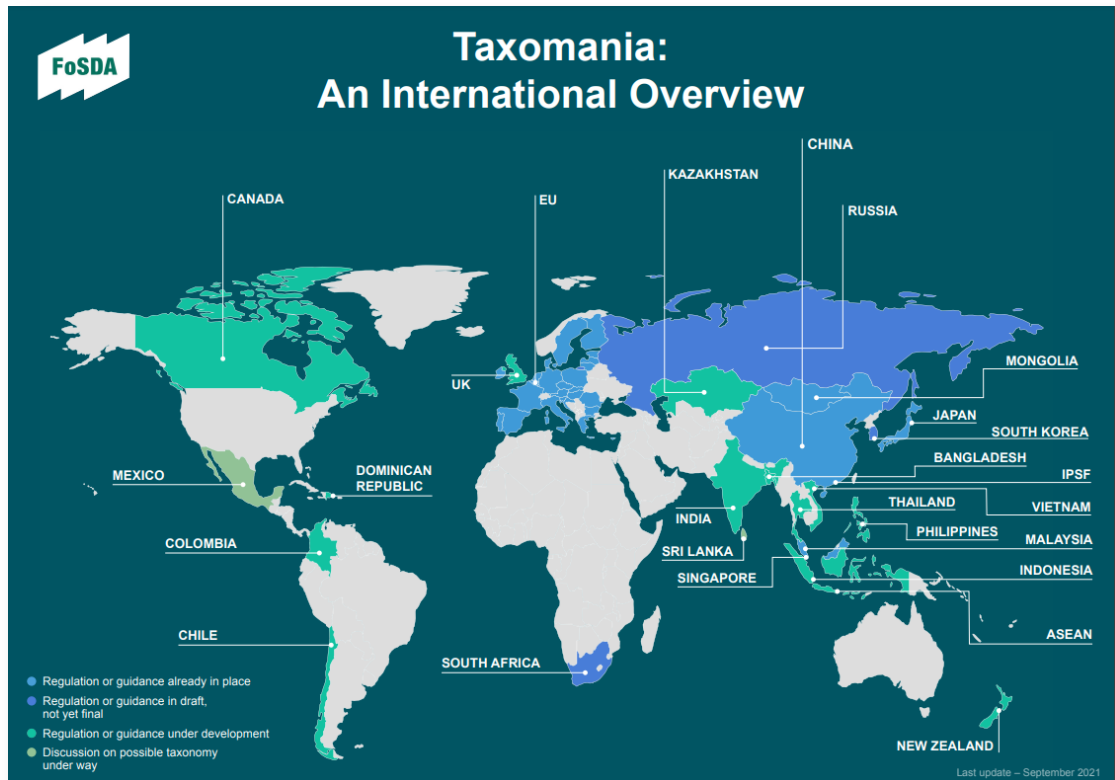 FoSDA
Taxomania:
An International Overview
CHINA
KAZAKHSTAN
CANADA
EU
RUSSIA
MONGOLIA
UK
JAPAN
SOUTH KOREA
BANGLADESH
MEXICO
DOMINICAN
REPUBLIC
IPSF
THAILAND
VIETNAM
INDIA
PHILIPPINES
COLOMBIA
MALAYSIA
SRI LANKA
SINGAPORE
INDONESIA
CHILE
ASEAN
SOUTH AFRICA
Regulation or guidance already in place
Regulation or guidance in draft,
not yet final
Regulation or guidance under development
Discussion on possible taxonomy
under way
NEW ZEALAND
Last update – September 2021